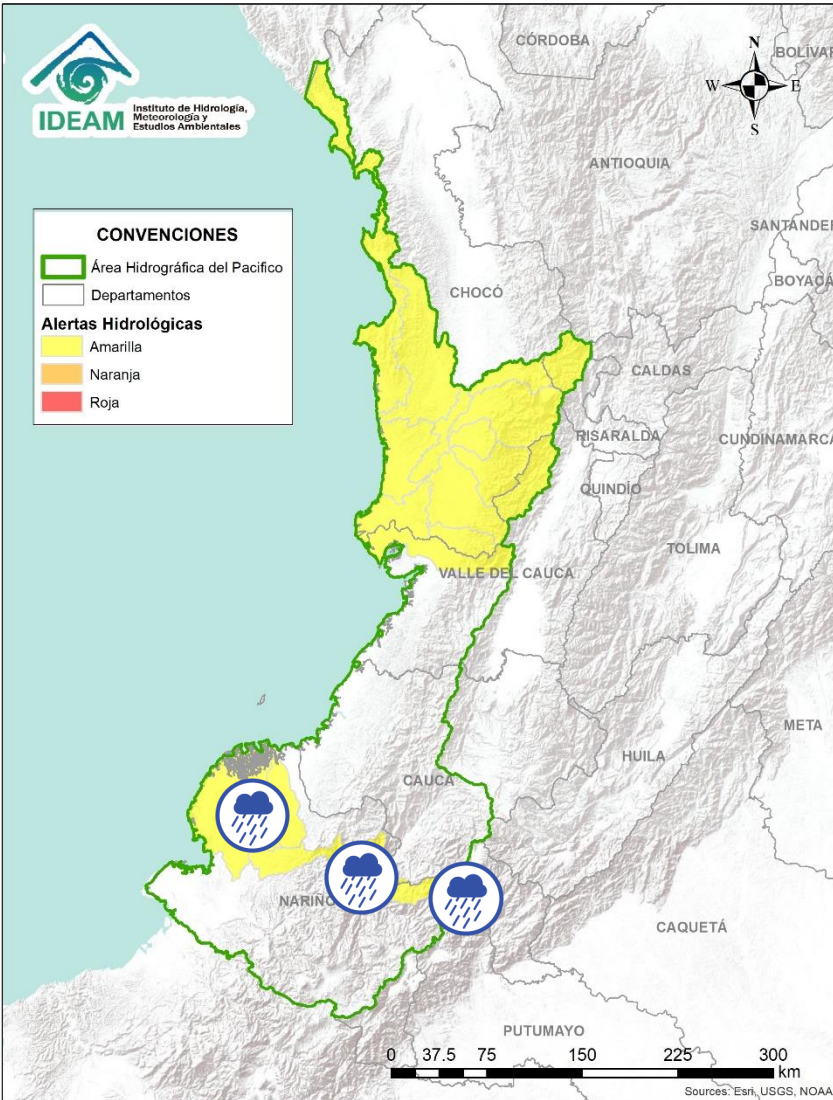 IDEAM
Instituto de Hidrología,
Meteorología y
Estudios Ambientales
N
W
E
S
CÓRDOBA
BOLÍVAR
ANTIOQUIA
SANTANDER
BOYACÁ
CONVENCIONES
Área Hidrográfica del Pacifico
Departamentos
Alertas Hidrológicas
Amarilla
Naranja
Roja
CHOCÓ
CALDAS
RISARALDA
CUNDINAMARCA
QUINDÍO
TOLIMA
VALLE DEL CAUCA
META
HUILA
CAUCA
NARIÑO
CAQUETÁ
PUTUMAYO
0 37.5 75 150 225 300
km
Sources: Esri, USGS, NOAA